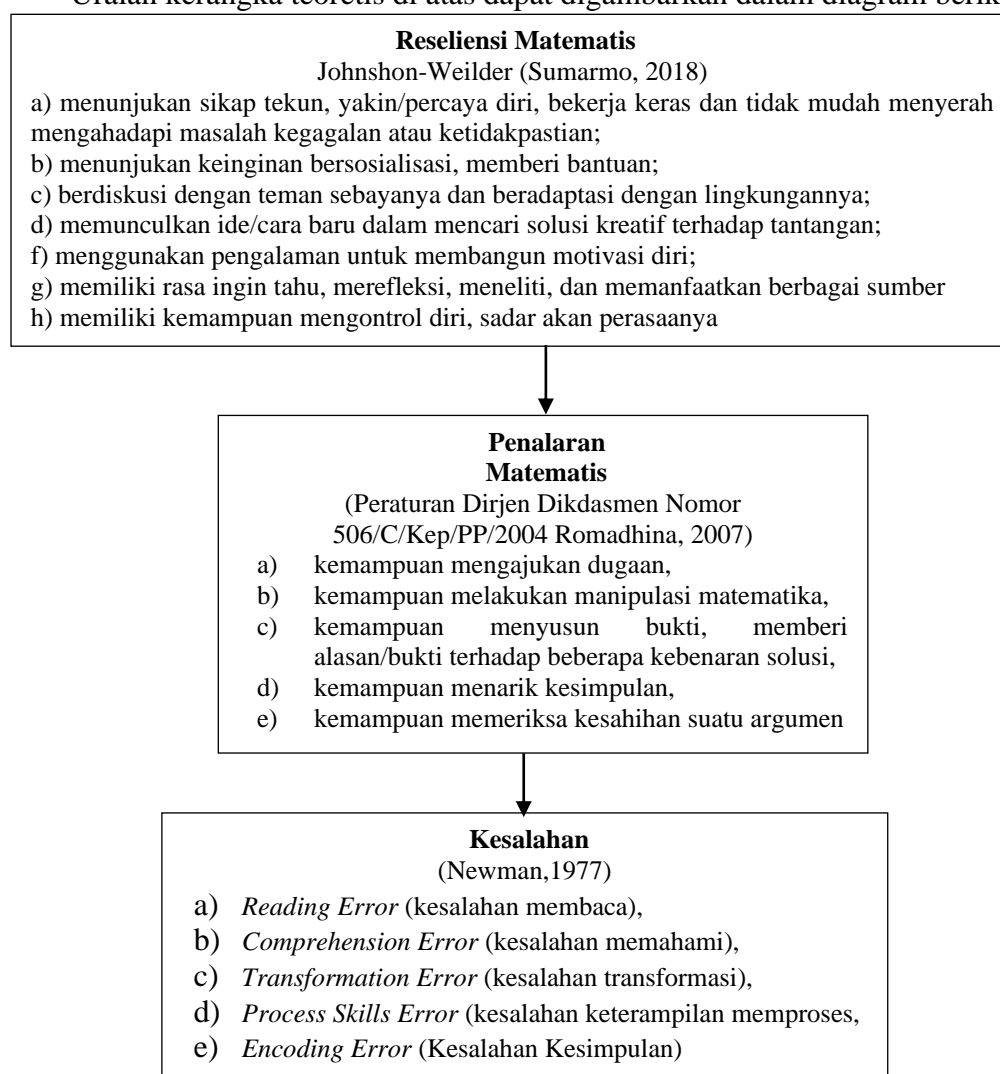 Uraian kerangka teoretis di atas dapat digambarkan dalam diagram berik
Reseliensi Matematis
Johnshon-Weilder (Sumarmo, 2018)
a) menunjukan sikap tekun, yakin/percaya diri, bekerja keras dan tidak mudah menyerah
mengahadapi masalah kegagalan atau ketidakpastian;
b) menunjukan keinginan bersosialisasi, memberi bantuan;
c) berdiskusi dengan teman sebayanya dan beradaptasi dengan lingkungannya;
d) memunculkan ide/cara baru dalam mencari solusi kreatif terhadap tantangan;
f) menggunakan pengalaman untuk membangun motivasi diri;
g) memiliki rasa ingin tahu, merefleksi, meneliti, dan memanfaatkan berbagai sumber
h) memiliki kemampuan mengontrol diri, sadar akan perasaanya
Penalaran
Matematis
(Peraturan Dirjen Dikdasmen Nomor
506/C/Kep/PP/2004 Romadhina, 2007)
a) kemampuan mengajukan dugaan,
b) kemampuan melakukan manipulasi matematika,
c) kemampuan menyusun bukti, memberi
alasan/bukti terhadap beberapa kebenaran solusi,
d) kemampuan menarik kesimpulan,
e) kemampuan memeriksa kesahihan suatu argumen
Kesalahan
(Newman,1977)
a) Reading Error (kesalahan membaca),
b) Comprehension Error (kesalahan memahami),
c) Transformation Error (kesalahan transformasi),
d) Process Skills Error (kesalahan keterampilan memproses,
e) Encoding Error (Kesalahan Kesimpulan)